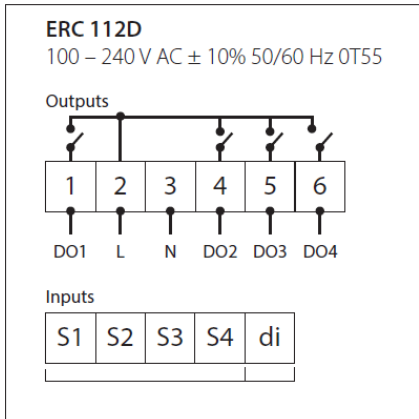 ERC 112D
100 – 240 V AC ± 10% 50/60 Hz 0T55
Outputs
1 2 3 4 5 6
DO1 L N DO2 DO3 DO4
Inputs
S1 S2 S3 S4 di